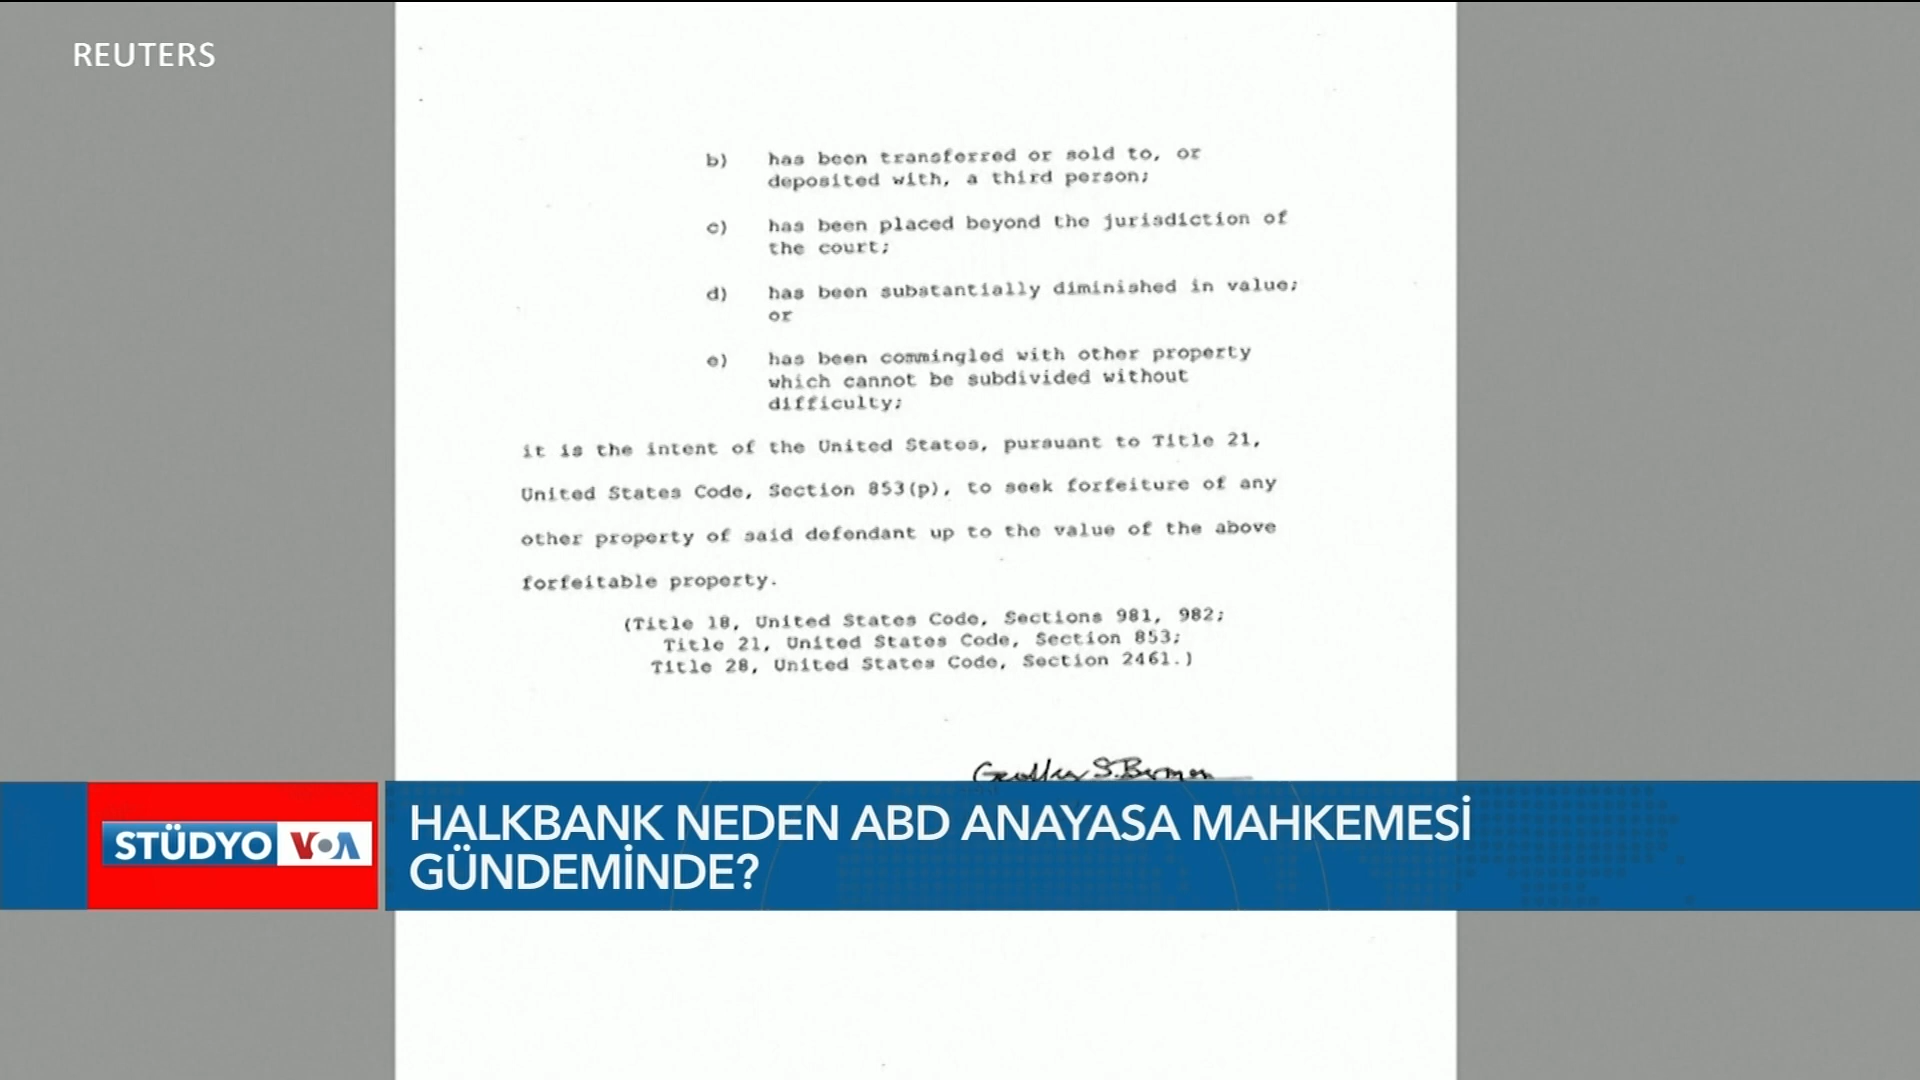 REUTERS
b) has been transferred or sold to, or
deposited with, a third person;
c) has been placed beyond the jurisdiction of
the court;
d) has been substantially diminished in value;
or
e) has been commingled with other property
which cannot be subdivided without
difficulty;
it is the intent of the United States, pursuant to Title 21,
United States Code, Section 853(p), to seek forfeiture of any
other property of said defendant up to the value of the above
forfeitable property.
(Title 18, United States Code, Sections 981, 982;
Title 21, United States Code, Section 853;
Title 28, United States Code, Section 2461.)
Geoffrey S. Berman
STÜDYO VOA
HALKBANK NEDEN ABD ANAYASA MAHKEMESİ
GÜNDEMİNDE?